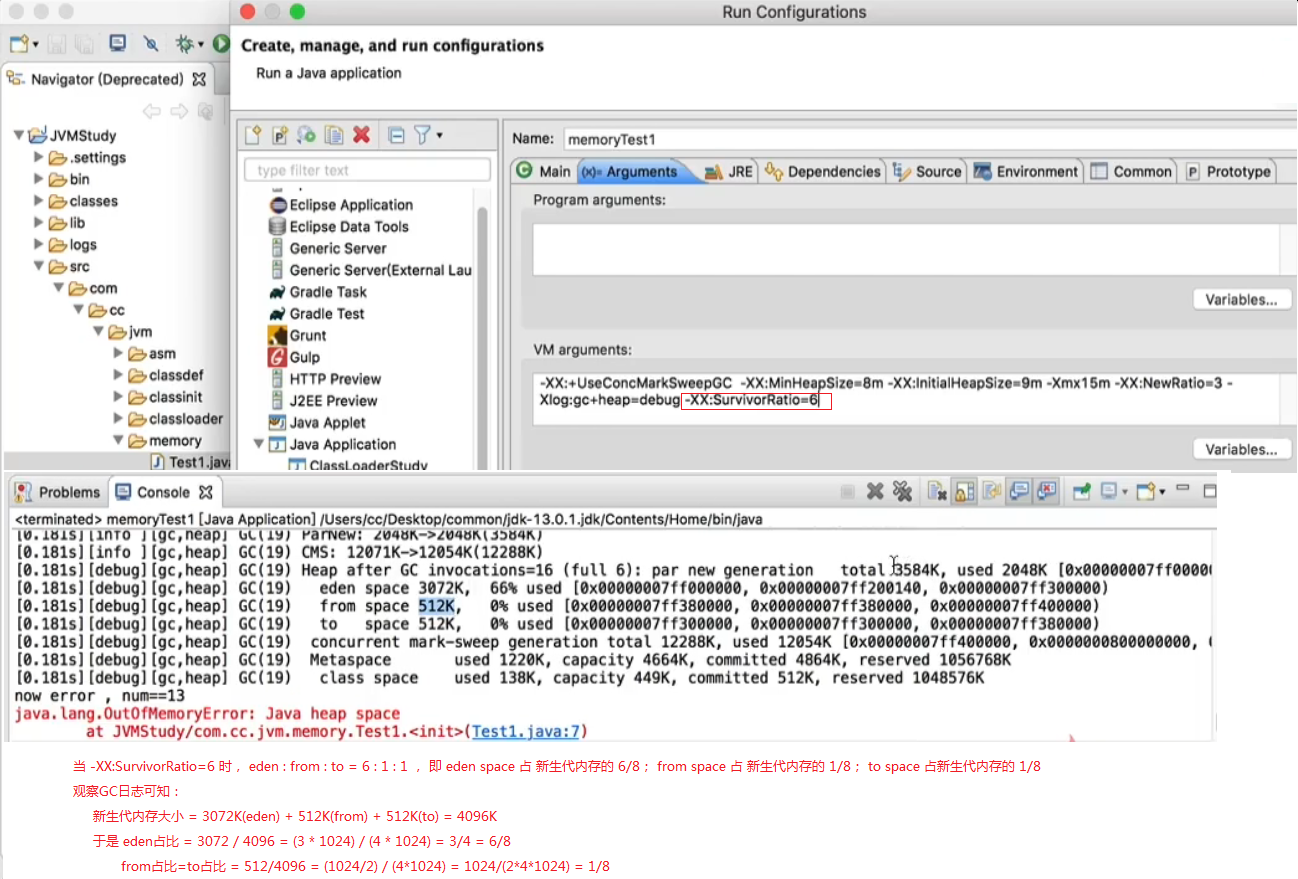 Run Configurations
Create, manage, and run configurations
Run a Java application
Navigator (Deprecated)
JVMStudy
.settings
bin
classes
lib
logs
src
com
cc
jvm
asm
classdef
classinit
classloader
memory
Test1.java
type filter text
Eclipse Application
Eclipse Data Tools
Generic Server
Generic Server(External Lau
Gradle Task
Gradle Test
Grunt
Gulp
HTTP Preview
J2EE Preview
Java Applet
Java Application
ClassLoaderStudy
Name: memoryTest1
Main (x)= Arguments JRE Dependencies Source Environment Common Prototype
Program arguments:
Variables...
VM arguments:
-XX:+UseConcMarkSweepGC -XX:MinHeapSize=8m -XX:InitialHeapSize=9m -Xmx15m -XX:NewRatio=3 -
Xlog:gc+heap=debug -XX:SurvivorRatio=6
Variables...
Problems Console
<terminated> memoryTest1 [Java Application] /Users/cc/Desktop/common/jdk-13.0.1.jdk/Contents/Home/bin/java
[0.181s][info ][gc,heap] GC(19) ParNew: 2048K->2048K(3584K)
[0.181s][info ][gc,heap] GC(19) CMS: 12071K->12054K(12288K)
[0.181s][debug][gc,heap] GC(19) Heap after GC invocations=16 (full 6): par new generation total 3584K, used 2048K [0x00000007ff0000
[0.181s][debug][gc,heap] GC(19) eden space 3072K, 66% used [0x00000007ff000000, 0x00000007ff200140, 0x00000007ff300000)
[0.181s][debug][gc,heap] GC(19) from space 512K, 0% used [0x00000007ff380000, 0x00000007ff380000, 0x00000007ff400000)
[0.181s][debug][gc,heap] GC(19) to space 512K, 0% used [0x00000007ff300000, 0x00000007ff300000, 0x00000007ff380000)
[0.181s][debug][gc,heap] GC(19) concurrent mark-sweep generation total 12288K, used 12054K [0x00000007ff400000, 0x0000000800000000, 0
[0.181s][debug][gc,heap] GC(19) Metaspace used 1220K, capacity 4664K, committed 4864K, reserved 1056768K
[0.181s][debug][gc,heap] GC(19) class space used 138K, capacity 449K, committed 512K, reserved 1048576K
now error , num==13
java.lang.OutOfMemoryError: Java heap space
at JVMStudy/com.cc.jvm.memory.Test1.<init>(Test1.java:7)
当 -XX:SurvivorRatio=6 时 ，eden : from : to = 6 : 1 : 1 ，即 eden space 占 新生代内存的 6/8； from space 占 新生代内存的 1/8； to space 占新生代内存的 1/8
观察GC日志可知：
新生代内存大小 = 3072K(eden) + 512K(from) + 512K(to) = 4096K
于是 eden占比 = 3072 / 4096 = (3 * 1024) / (4 * 1024) = 3/4 = 6/8
from占比=to占比 = 512/4096 = (1024/2) / (4*1024) = 1024/(2*4*1024) = 1/8